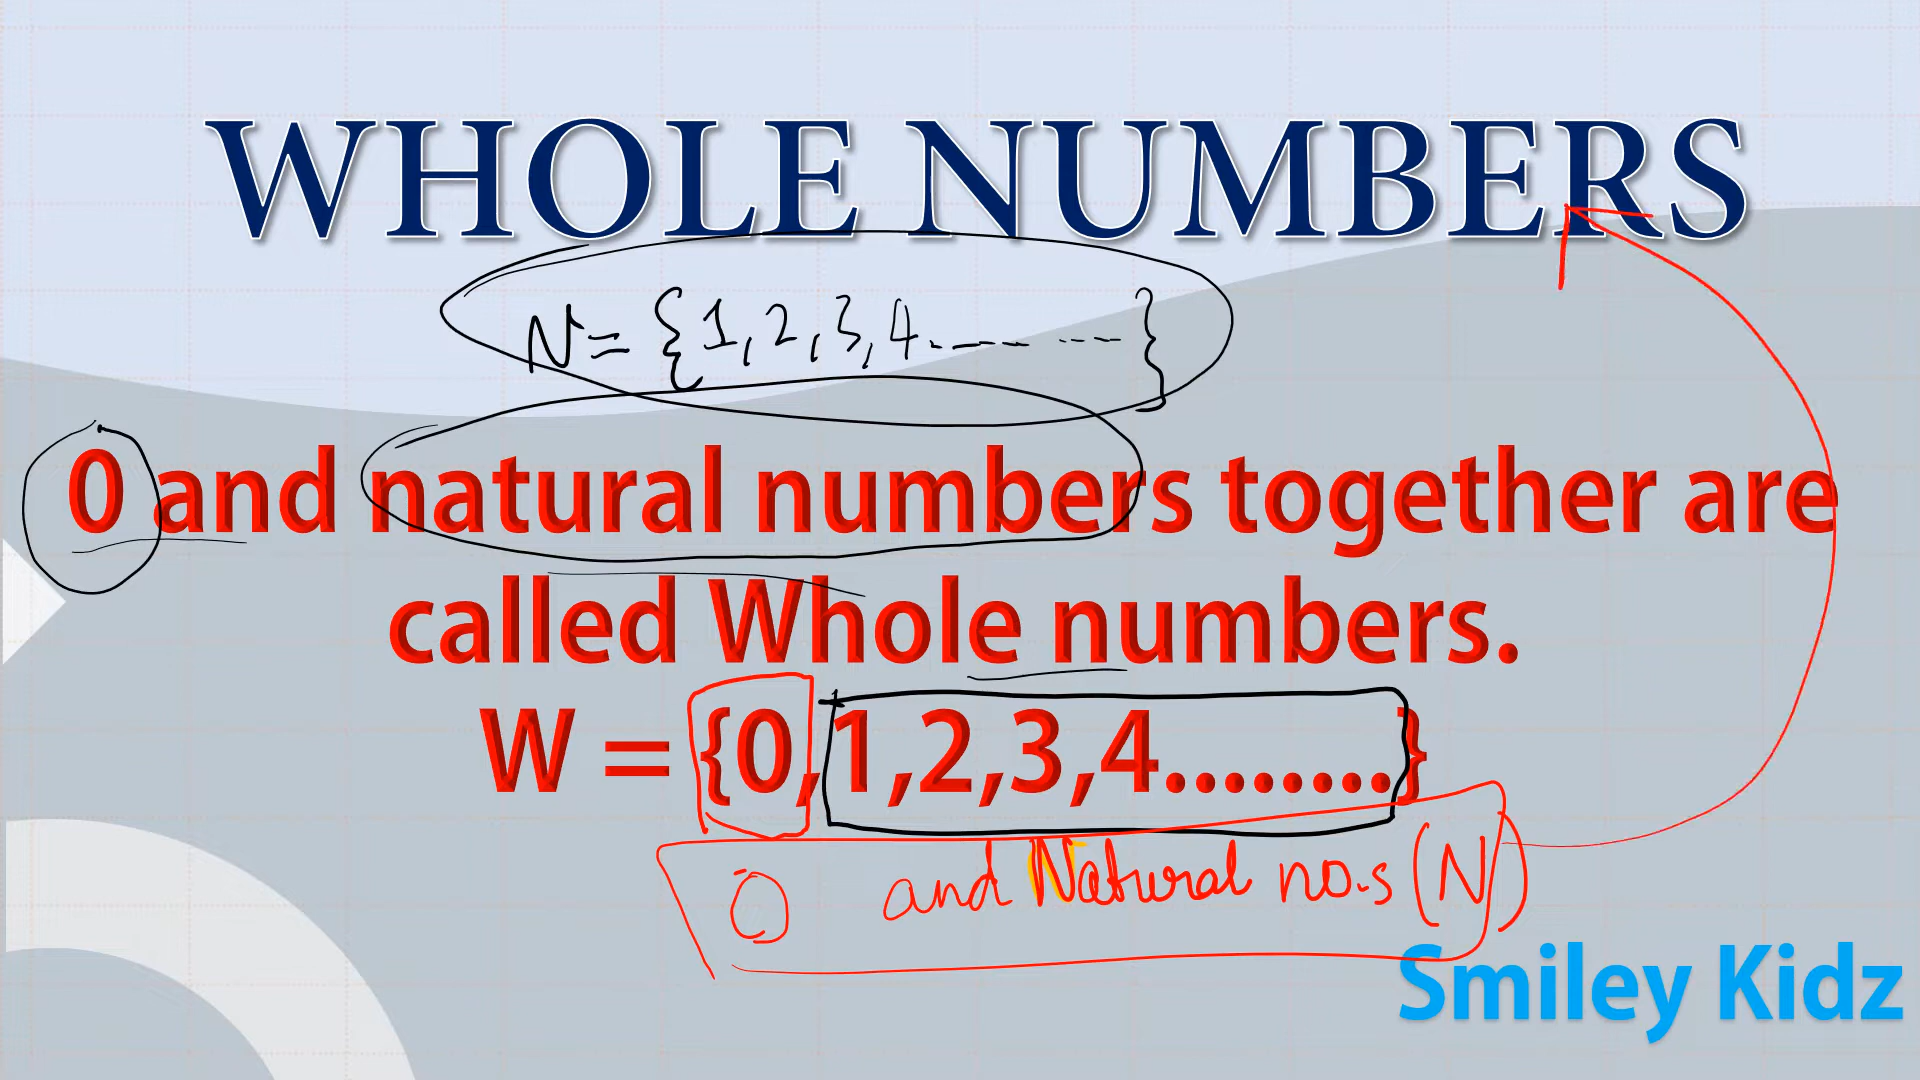 WHOLE NUMBERS
N = {1,2,3,4.---- ----}
0 and natural numbers together are
called Whole numbers.
W = {0,1,2,3,4........}
0 and Natural no.s (N)
Smiley Kidz